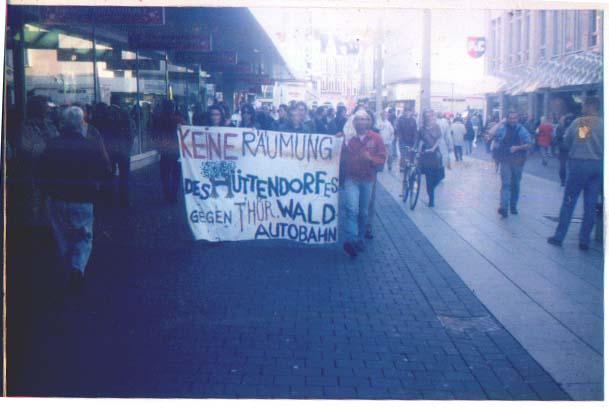 KEINE RÄUMUNG
DES HÜTTENDORFES
GEGEN THÜR. WALD
AUTOBAHN